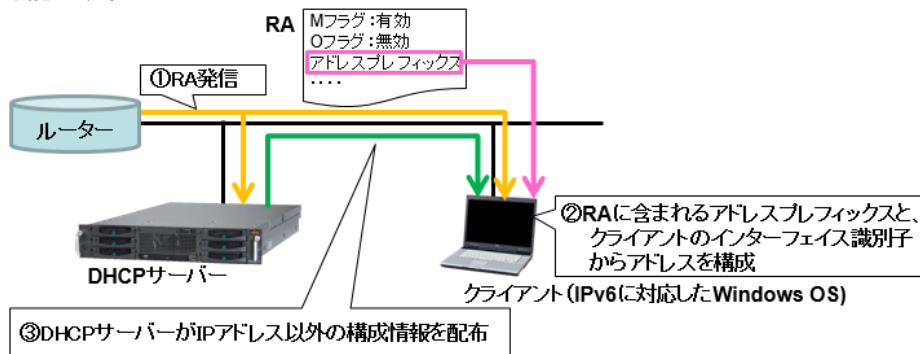 RA
Mフラグ:有効
Oフラグ:無効
アドレスプレフィックス
････
①RA発信
ルーター
②RAに含まれるアドレスプレフィックスと、
クライアントのインターフェイス識別子
からアドレスを構成
DHCPサーバー
クライアント(IPv6に対応したWindows OS)
③DHCPサーバーがIPアドレス以外の構成情報を配布